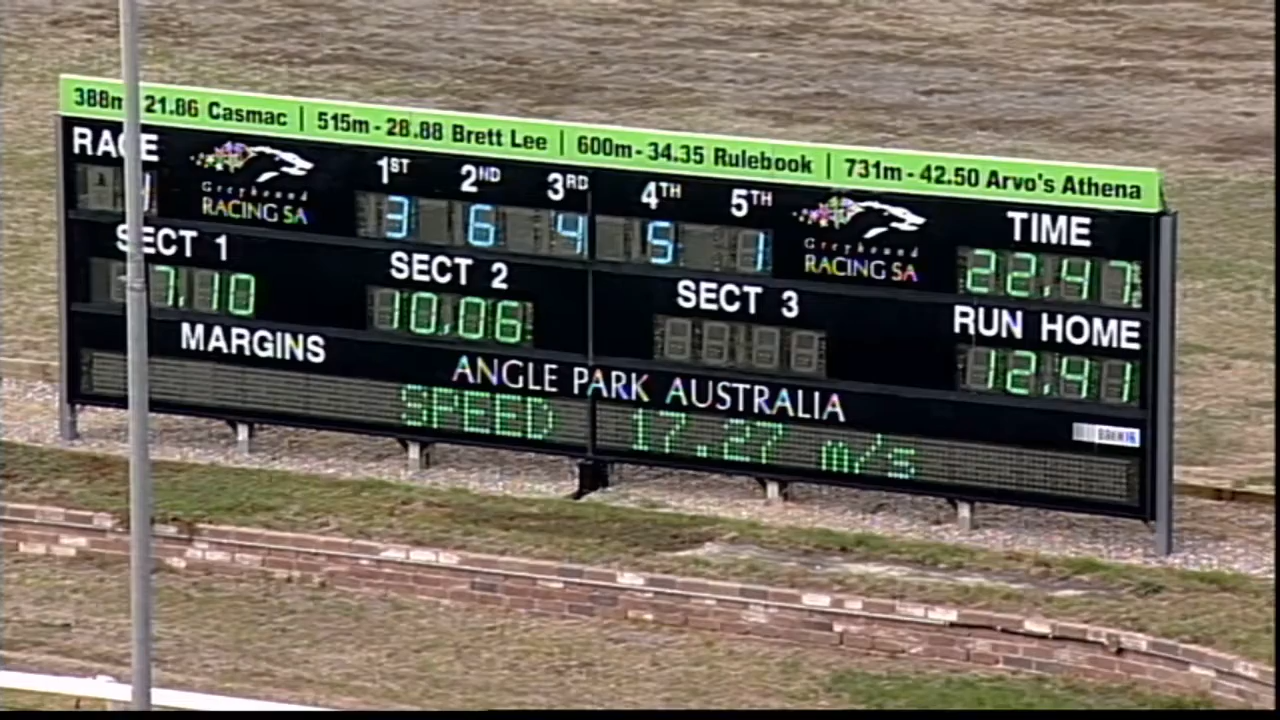 388m 21.86 Casmac | 515m - 28.88 Brett Lee | 600m - 34.35 Rulebook | 731m - 42.50 Arvo's Athena
RACE 1ST 2ND 3RD 4TH 5TH TIME
Greyhound RACING SA
3 6 4 5 1
Greyhound RACING SA
22.47
SECT 1 SECT 2 SECT 3 RUN HOME
7.10 10.06 12.41
MARGINS ANGLE PARK AUSTRALIA
SPEED 17.27 m/s